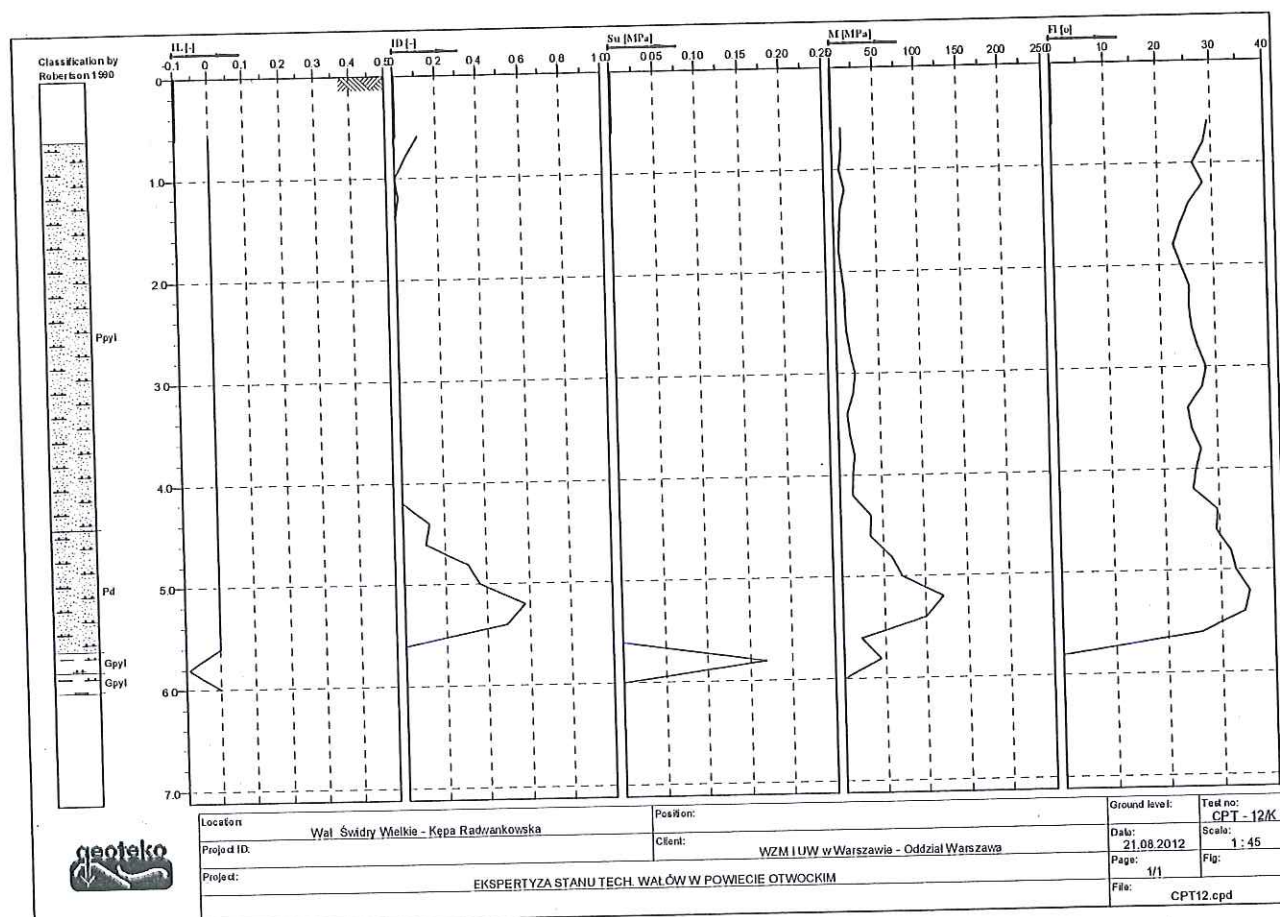 Classification by
Robertson 1990
IL [-]
-0.1 0 0.1 0.2 0.3 0.4 0.5
ID [-]
0 0.2 0.4 0.6 0.8 1.0
Su [MPa]
0 0.05 0.10 0.15 0.20 0.25
M [MPa]
0 50 100 150 200 250
FI [o]
0 10 20 30 40
0
1.0
2.0
3.0
4.0
5.0
6.0
7.0
Ppyl
Pd
Gpyl
Gpyl
geoteko
Location:
Wał Świdry Wielkie - Kępa Radwankowska
Position:
Ground level:
Test no:
CPT - 12/K
Project ID:
Client:
WZM I UW w Warszawie - Oddział Warszawa
Date:
21.08.2012
Scale:
1 : 45
Project:
EKSPERTYZA STANU TECH. WAŁÓW W POWIECIE OTWOCKIM
Page:
1/1
Fig:
File:
CPT12.cpd